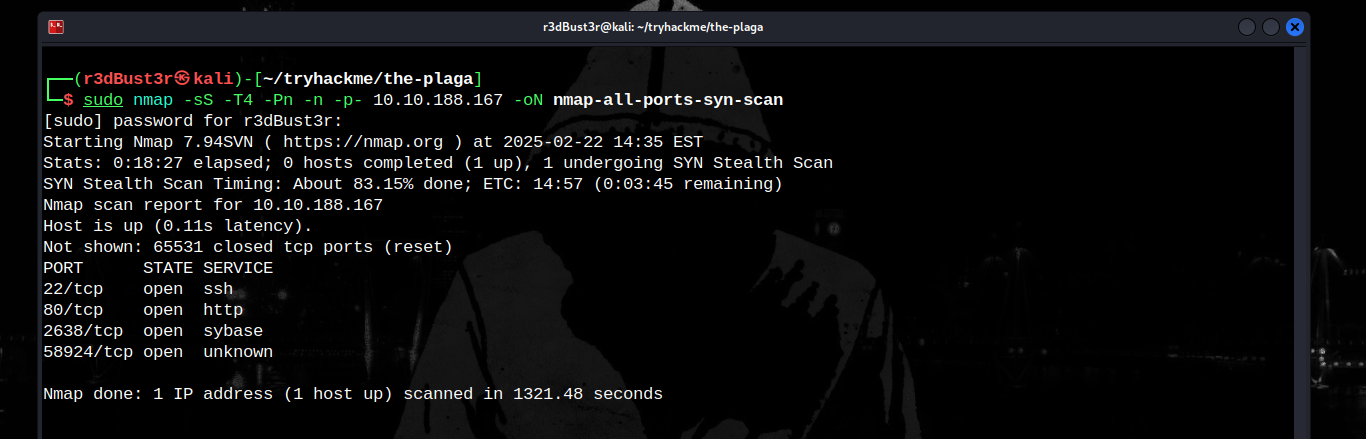 r3dBust3r@kali: ~/tryhackme/the-plaga
┌──(r3dBust3r㉿kali)-[~/tryhackme/the-plaga]
└─$ sudo nmap -sS -T4 -Pn -n -p- 10.10.188.167 -oN nmap-all-ports-syn-scan
[sudo] password for r3dBust3r:
Starting Nmap 7.94SVN ( https://nmap.org ) at 2025-02-22 14:35 EST
Stats: 0:18:27 elapsed; 0 hosts completed (1 up), 1 undergoing SYN Stealth Scan
SYN Stealth Scan Timing: About 83.15% done; ETC: 14:57 (0:03:45 remaining)
Nmap scan report for 10.10.188.167
Host is up (0.11s latency).
Not shown: 65531 closed tcp ports (reset)
PORT      STATE SERVICE
22/tcp    open  ssh
80/tcp    open  http
2638/tcp  open  sybase
58924/tcp open  unknown
Nmap done: 1 IP address (1 host up) scanned in 1321.48 seconds